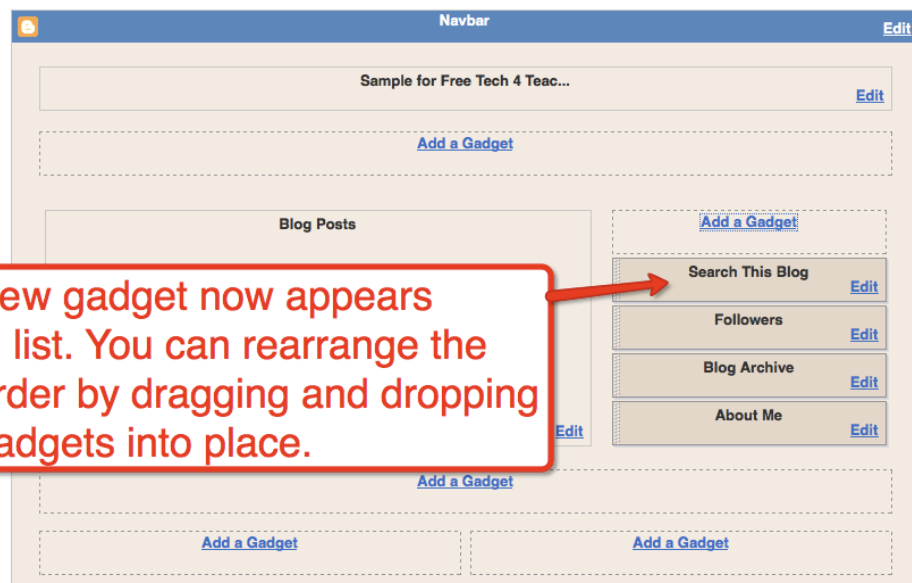 Navbar
Edit
Sample for Free Tech 4 Teac...
Edit
Add a Gadget
Blog Posts
Edit
Add a Gadget
Search This Blog
Edit
Followers
Edit
Blog Archive
Edit
About Me
Edit
ew gadget now appears
list. You can rearrange the
rder by dragging and dropping
adgets into place.
Add a Gadget
Add a Gadget
Add a Gadget